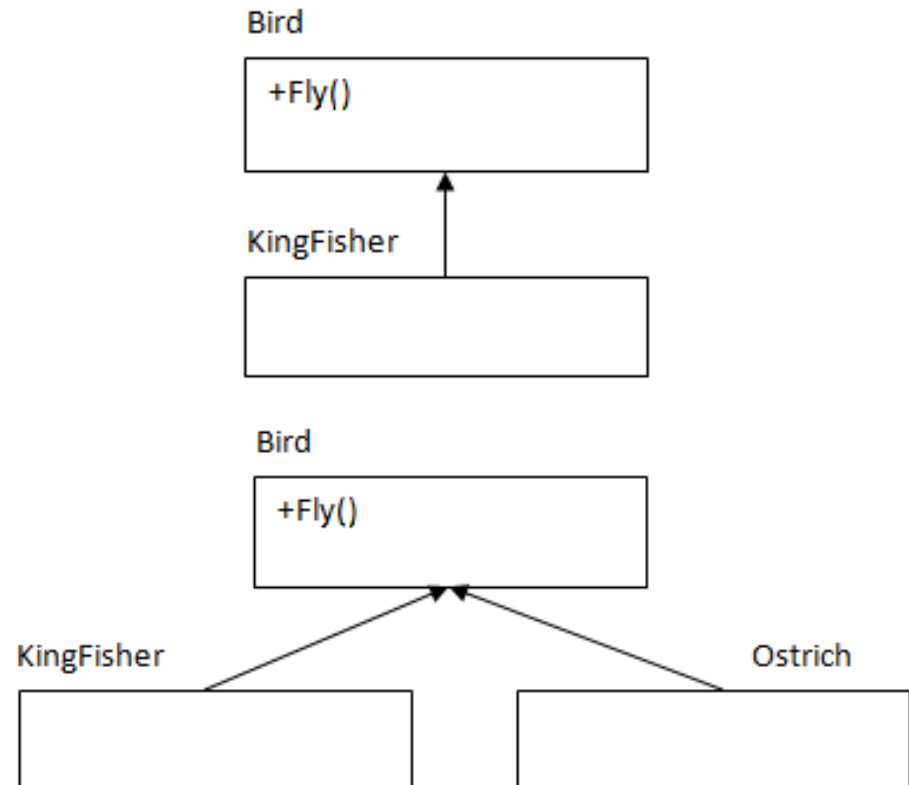 Bird
+Fly()
KingFisher
Bird
+Fly()
KingFisher
Ostrich